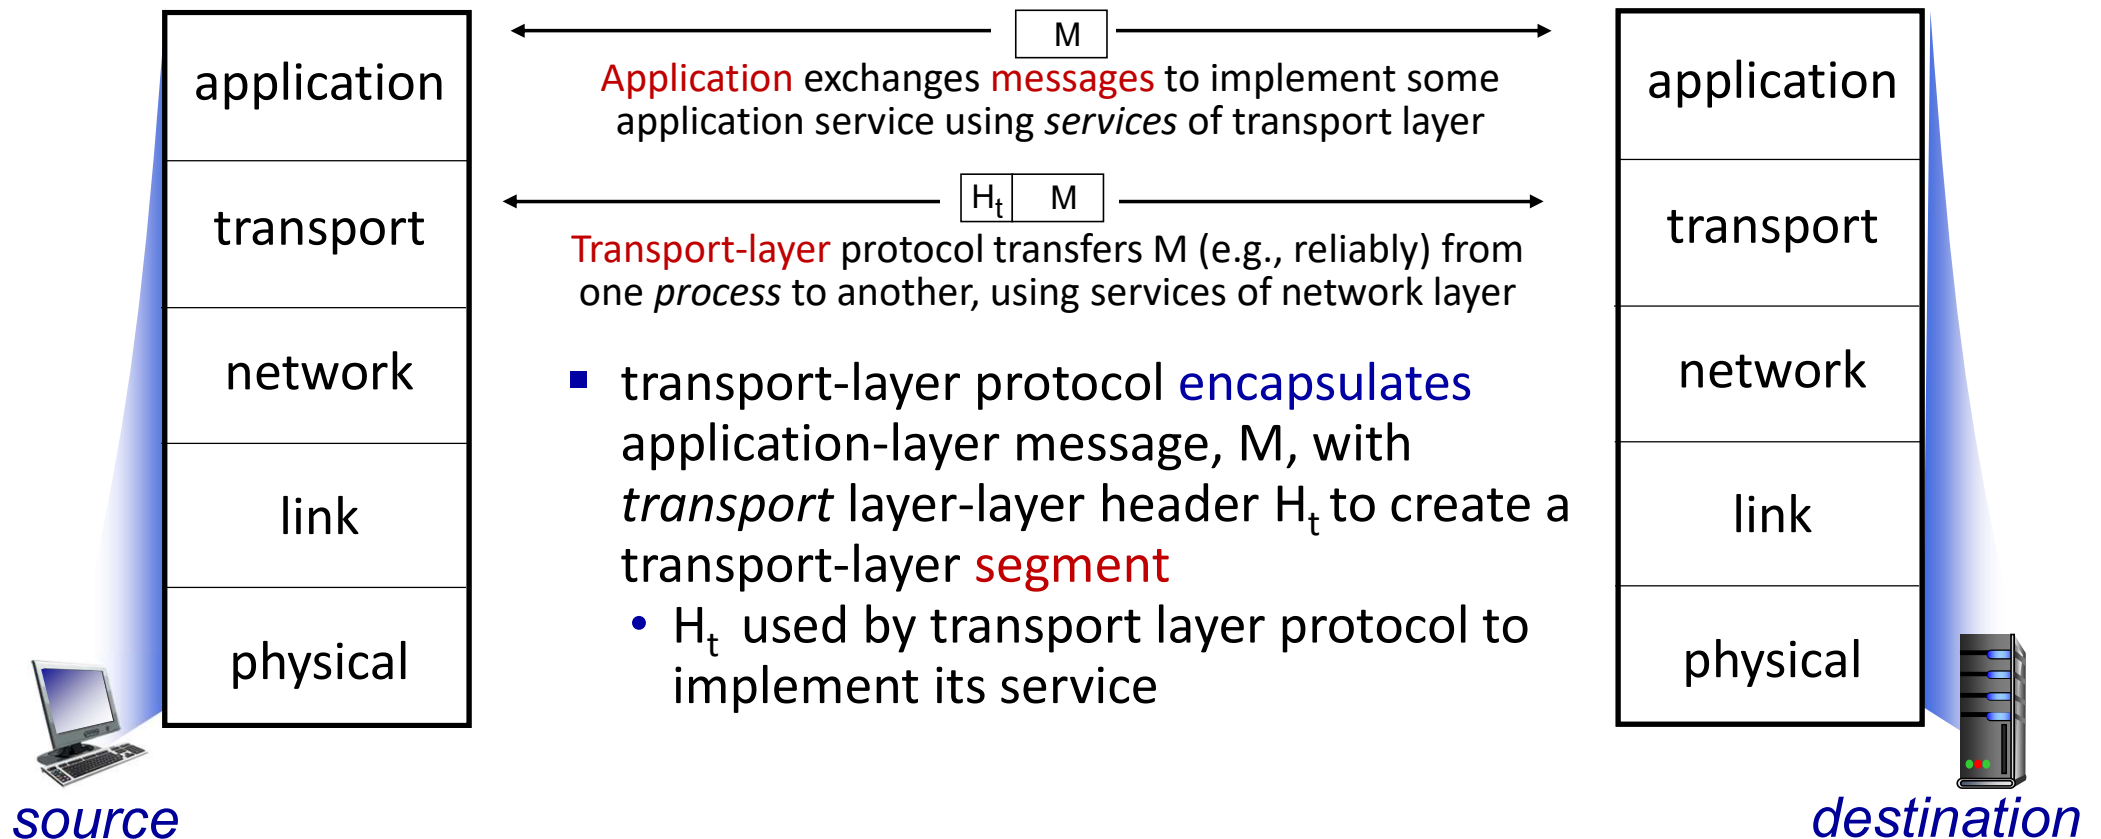 application
transport
network
link
physical
source
M
Application exchanges messages to implement some
application service using services of transport layer
Ht M
Transport-layer protocol transfers M (e.g., reliably) from
one process to another, using services of network layer
▪ transport-layer protocol encapsulates
application-layer message, M, with
transport layer-layer header Ht to create a
transport-layer segment
• Ht used by transport layer protocol to
implement its service
application
transport
network
link
physical
destination